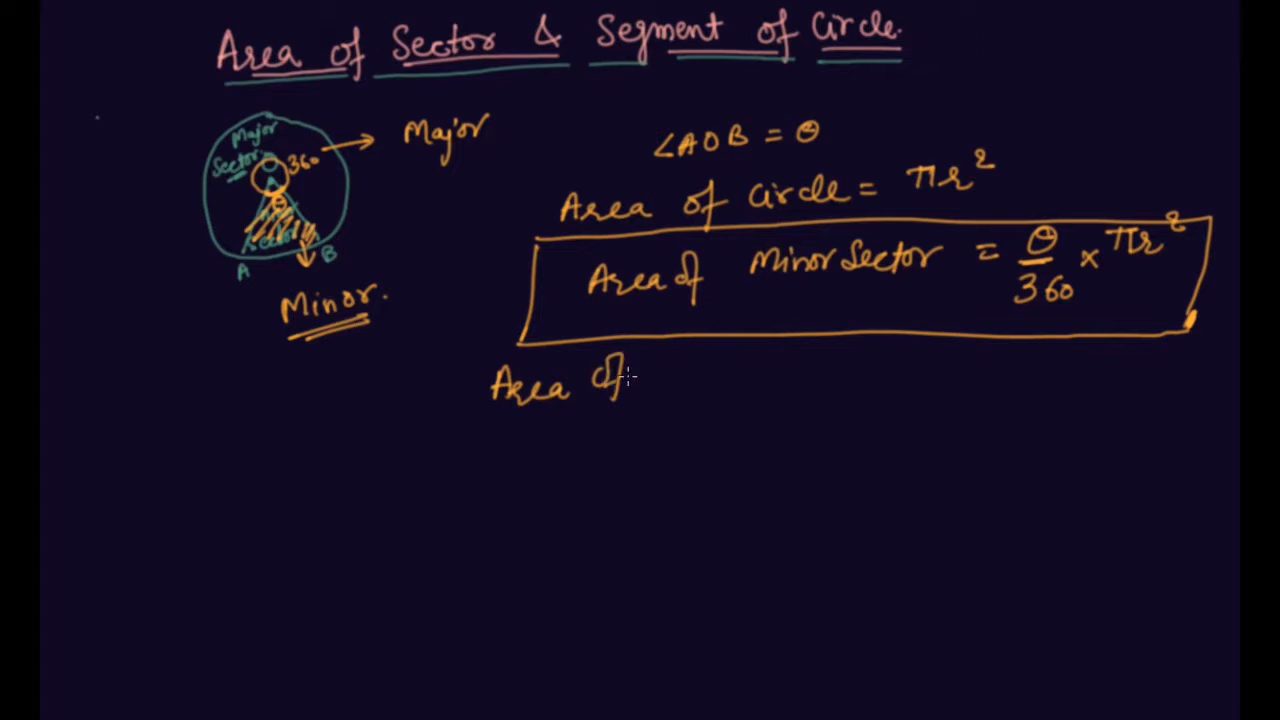 Area of Sector & Segment of Circle.
Major
Sector
360
Major
θ
Sector
A
B
Minor.
∠AOB = θ
Area of Circle = πr²
Area of Minor Sector = θ/360 × πr²
Area of